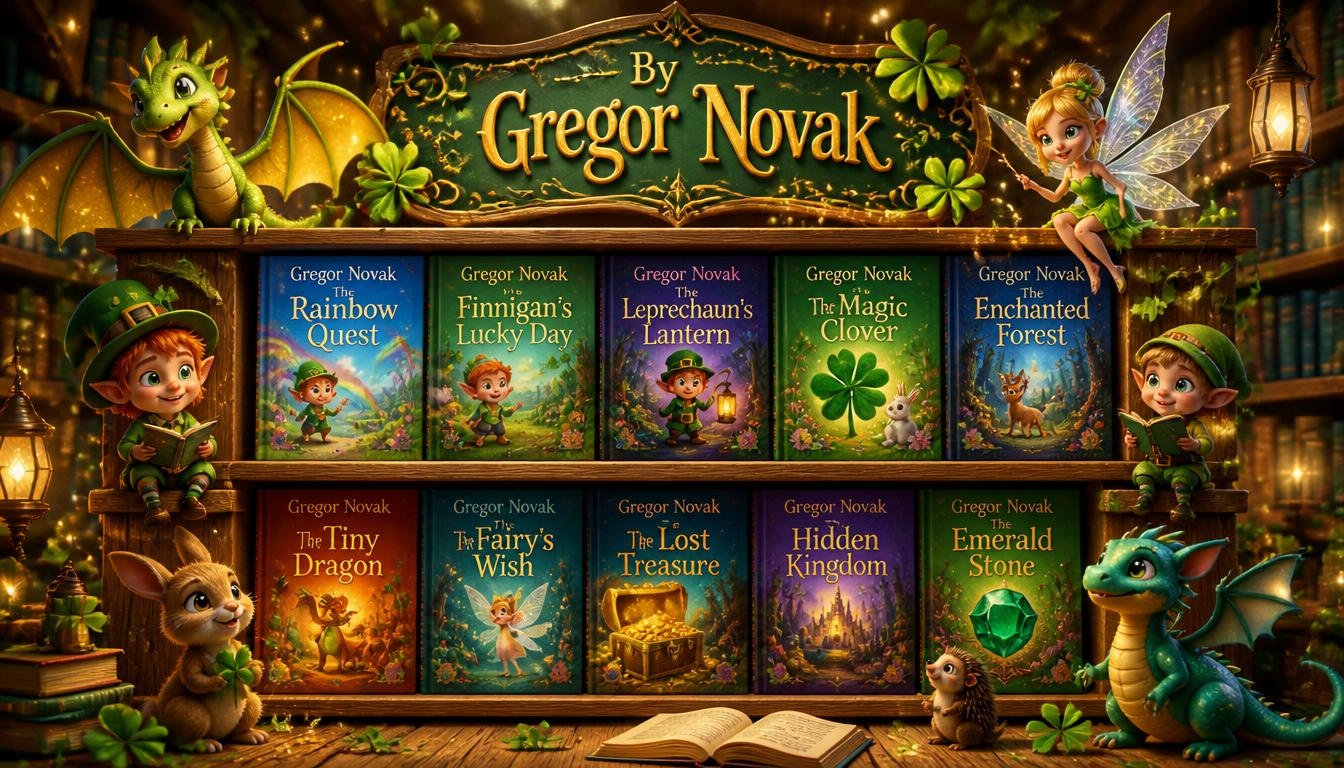 By
Gregor Novak
Gregor Novak
The
Rainbow
Quest
Gregor Novak
Finnigan's
Lucky Day
Gregor Novak
The
Leprechaun's
Lantern
Gregor Novak
The Magic
Clover
Gregor Novak
The
Enchanted
Forest
Gregor Novak
The Tiny
Dragon
Gregor Novak
The Fairy's
Wish
Gregor Novak
The Lost
Treasure
Gregor Novak
Hidden
Kingdom
Gregor Novak
The
Emerald
Stone